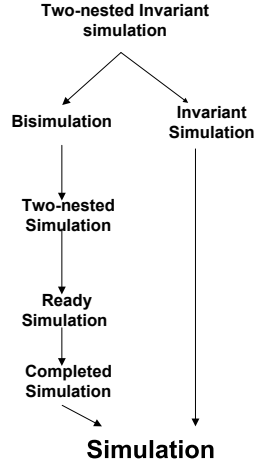 Two-nested Invariant
simulation
Bisimulation
Invariant
Simulation
Two-nested
Simulation
Ready
Simulation
Completed
Simulation
Simulation